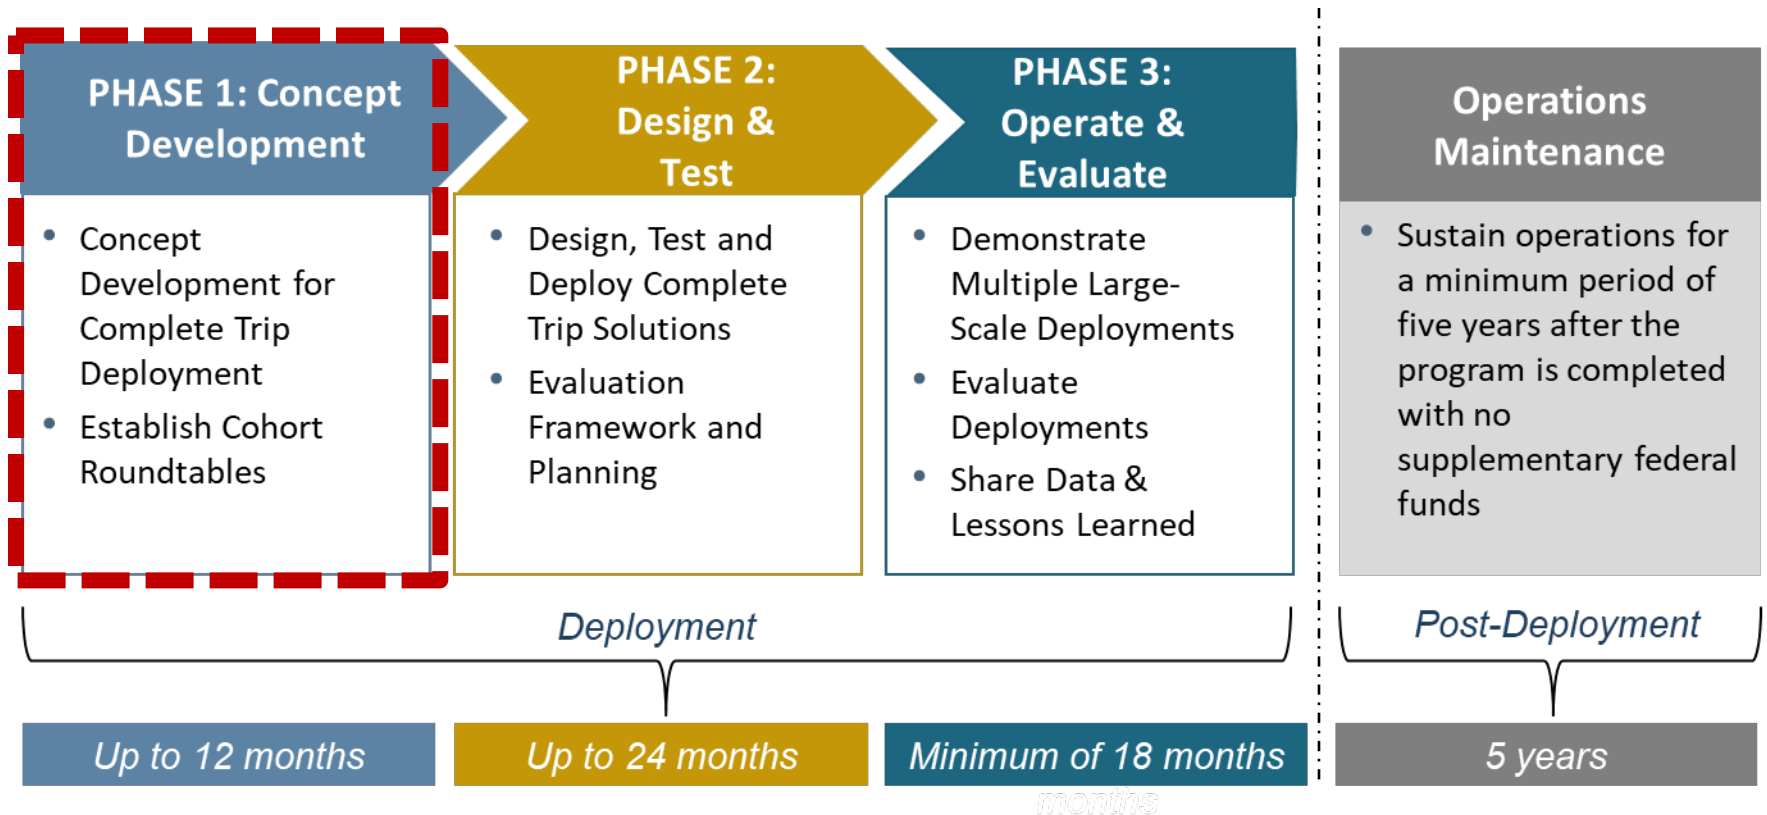 PHASE 1: Concept
Development
PHASE 2:
Design &
Test
PHASE 3:
Operate &
Evaluate
Operations
Maintenance
• Concept
Development for
Complete Trip
Deployment
• Establish Cohort
Roundtables
• Design, Test and
Deploy Complete
Trip Solutions
• Evaluation
Framework and
Planning
• Demonstrate
Multiple Large-
Scale Deployments
• Evaluate
Deployments
• Share Data &
Lessons Learned
• Sustain operations for
a minimum period of
five years after the
program is completed
with no
supplementary federal
funds
Deployment
Post-Deployment
Up to 12 months
Up to 24 months
Minimum of 18 months
months
5 years